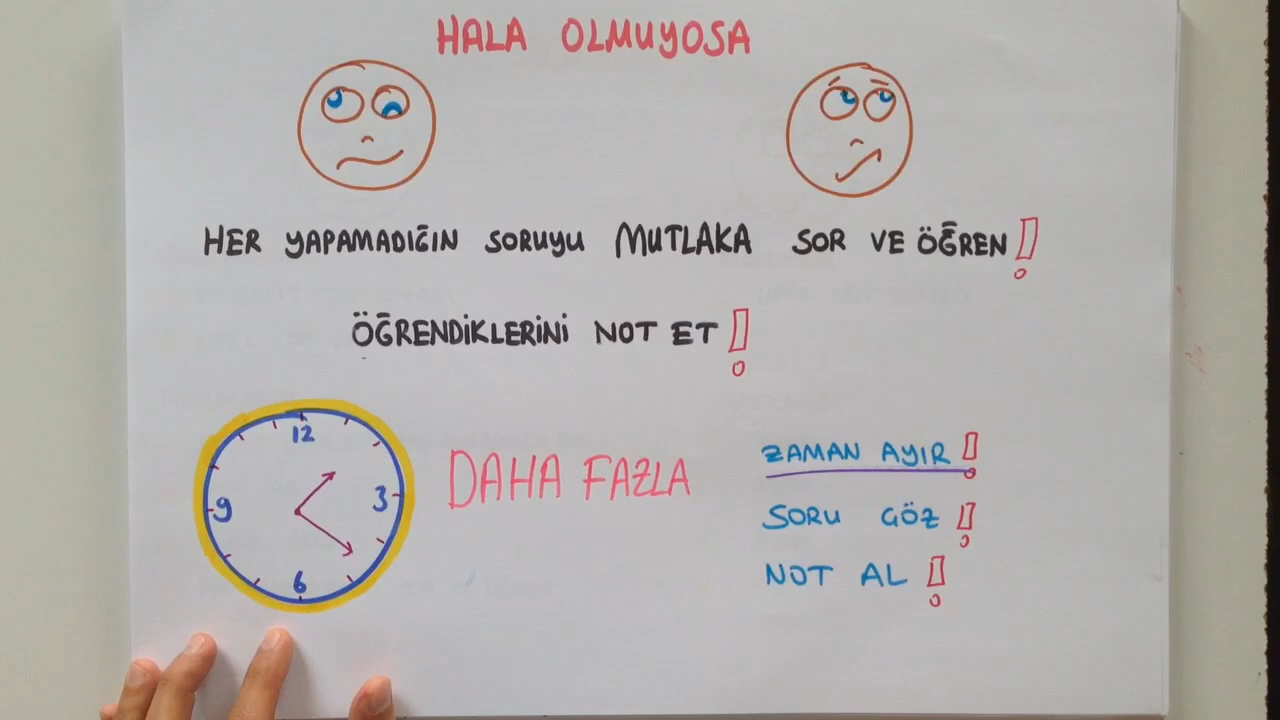 HALA OLMUYOSA
HER YAPAMADIĞIN SORUYU MUTLAKA SOR VE ÖĞREN!
ÖĞRENDİKLERİNİ NOT ET!
12
9
3
6
DAHA FAZLA
ZAMAN AYIR!
SORU GÖZ!
NOT AL!